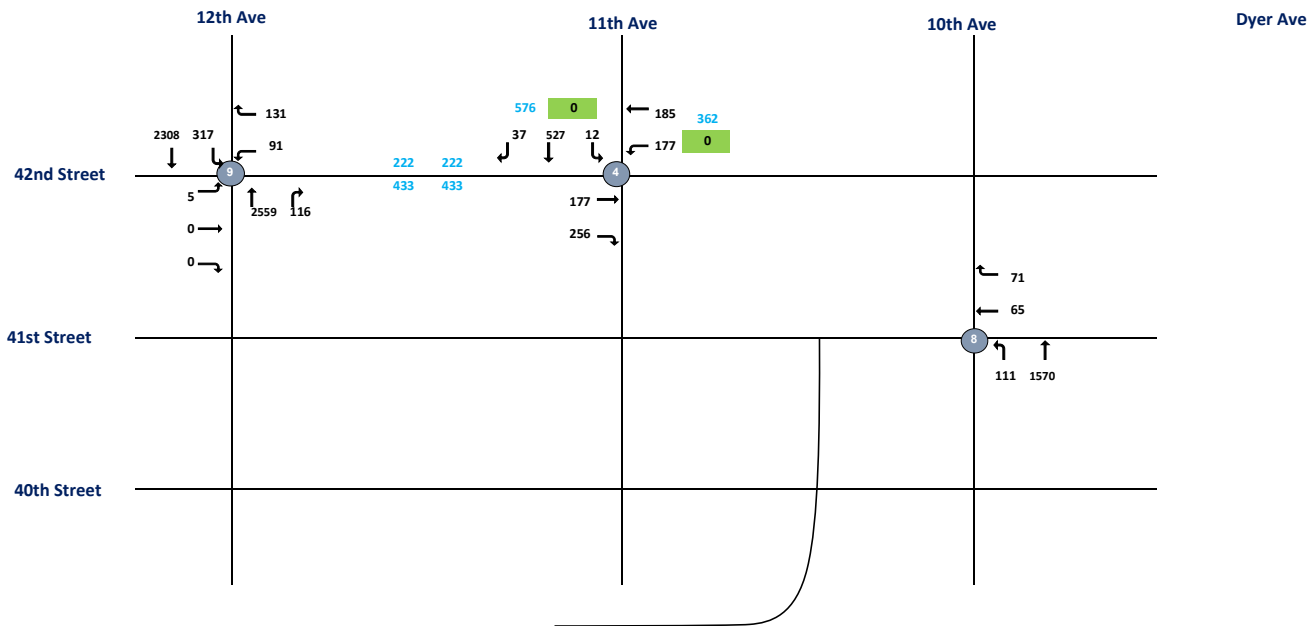 12th Ave
11th Ave
10th Ave
Dyer Ave
576 0
185
362
131
2308 317
37 527 12
177 0
91
222 222
42nd Street
9
4
433 433
5
2559 116
177
0
256
0
71
65
41st Street
8
111 1570
40th Street